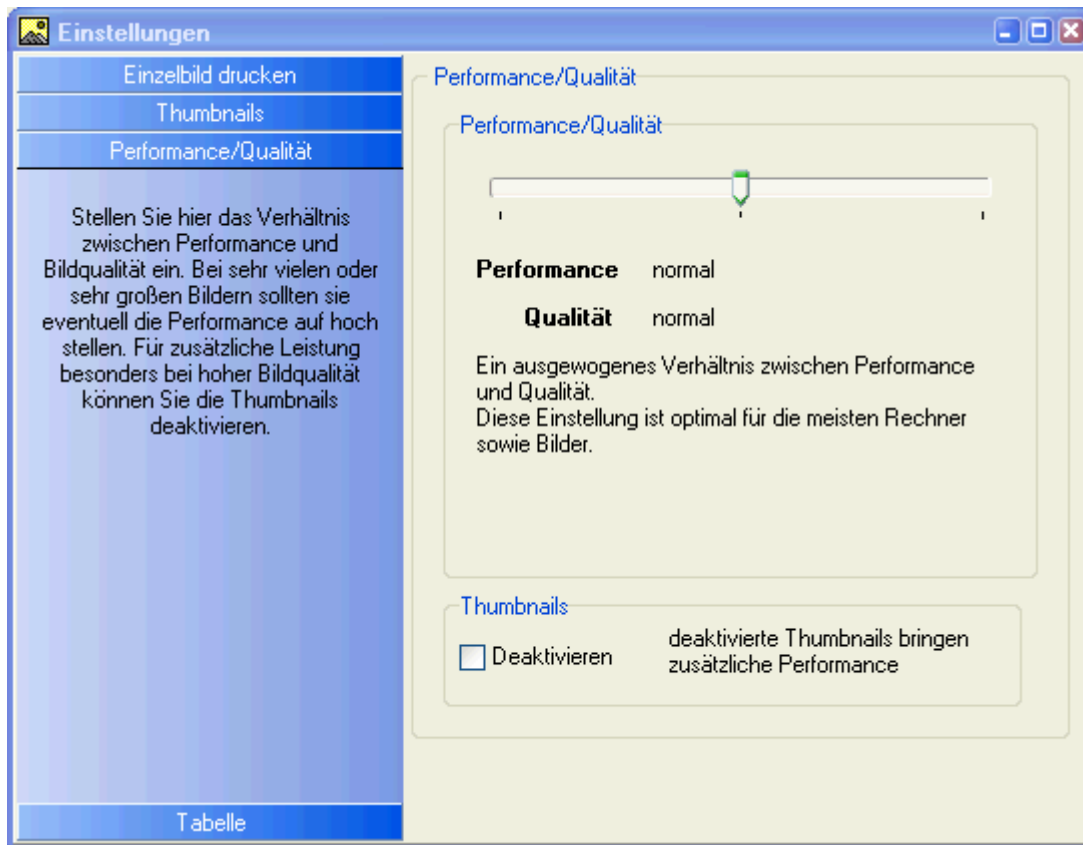 Einstellungen
Einzelbild drucken
Thumbnails
Performance/Qualität
Stellen Sie hier das Verhältnis
zwischen Performance und
Bildqualität ein. Bei sehr vielen oder
sehr großen Bildern sollten sie
eventuell die Performance auf hoch
stellen. Für zusätzliche Leistung
besonders bei hoher Bildqualität
können Sie die Thumbnails
deaktivieren.
Tabelle
Performance/Qualität
Performance/Qualität
Performance normal
Qualität normal
Ein ausgewogenes Verhältnis zwischen Performance
und Qualität.
Diese Einstellung ist optimal für die meisten Rechner
sowie Bilder.
Thumbnails
Deaktivieren
deaktivierte Thumbnails bringen
zusätzliche Performance